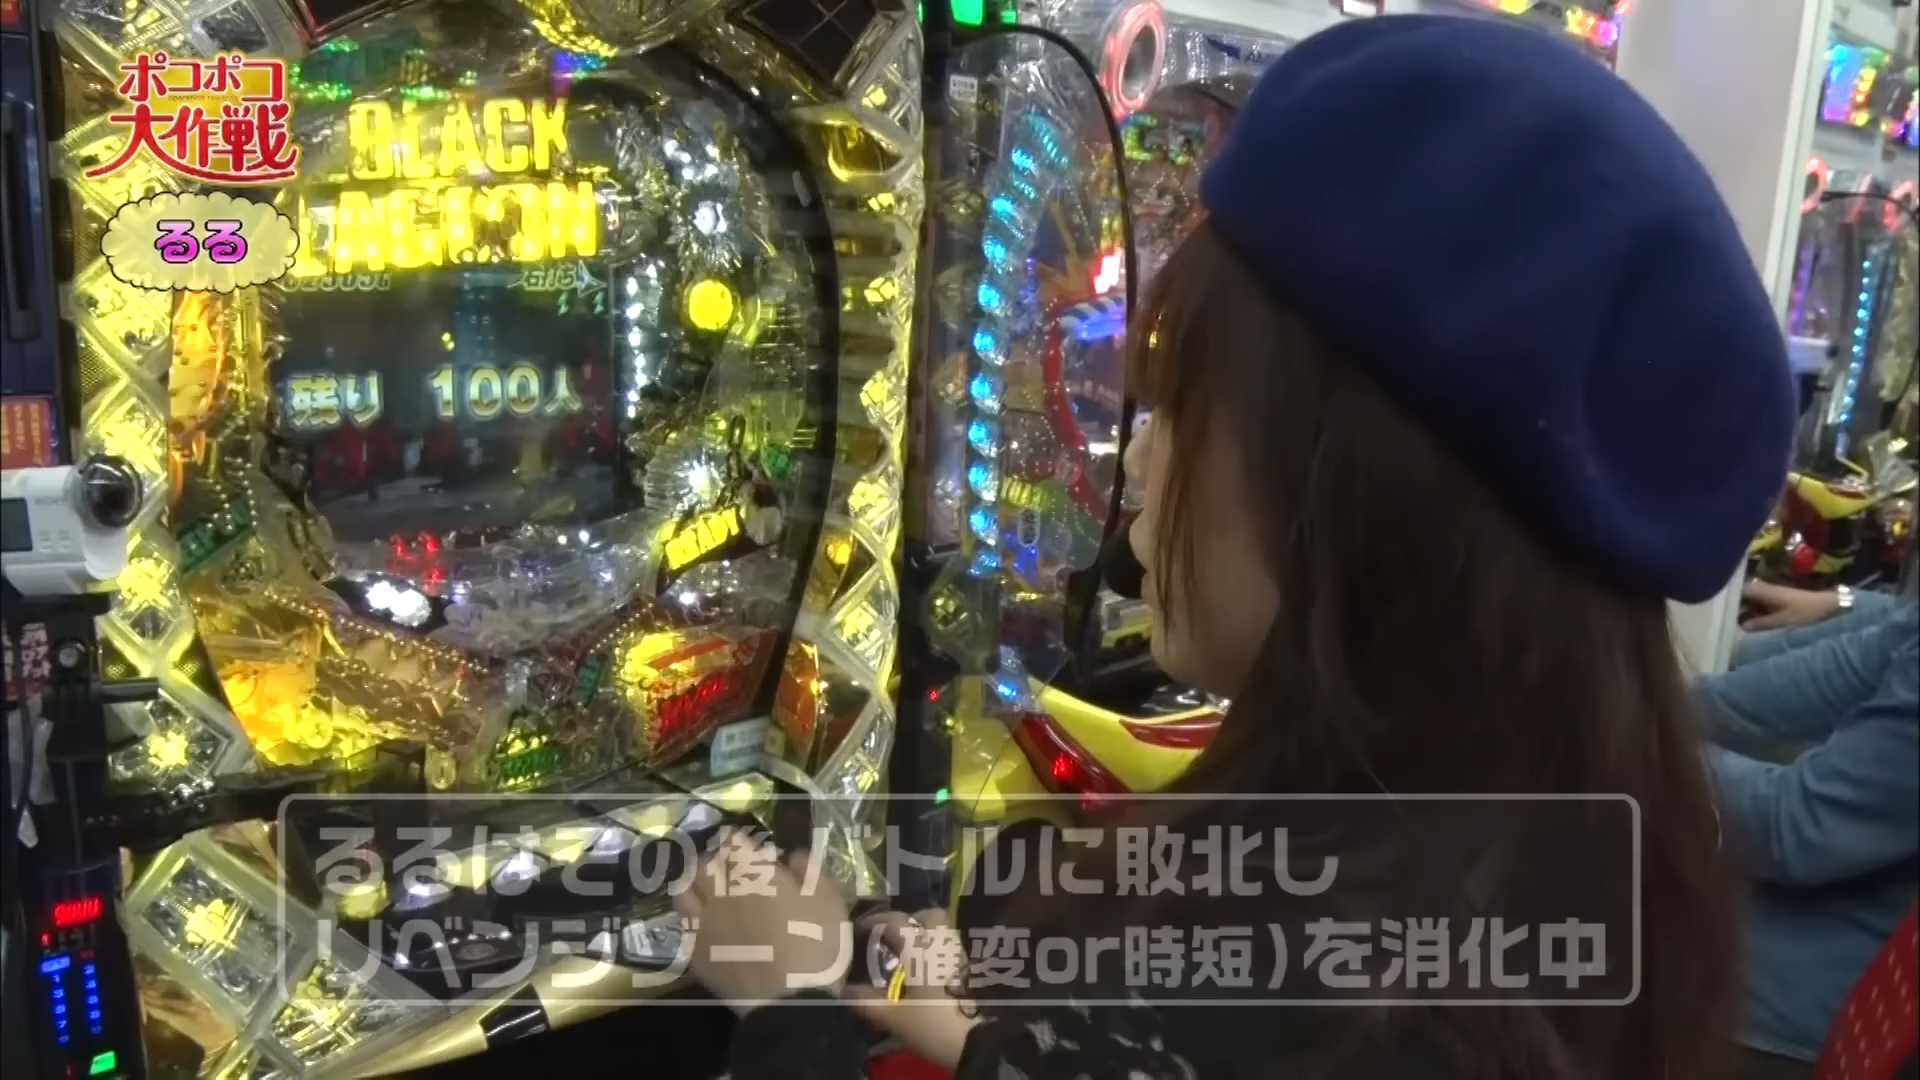 ポコポコ
大作戦
るる
BLACK
LAGOON
残り 100人
READY
るるはその後バトルに敗北し
リベンジゾーン(確変or時短)を消化中